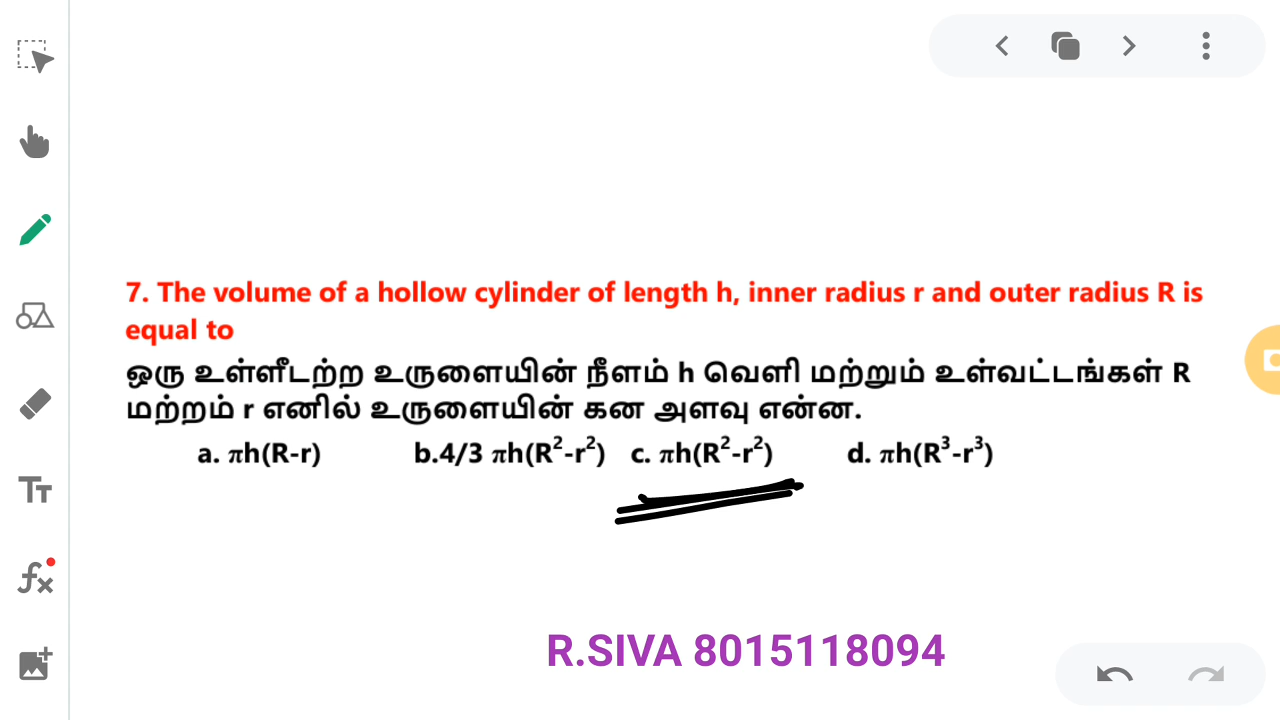 7. The volume of a hollow cylinder of length h, inner radius r and outer radius R is
equal to
ஒரு உள்ளீடற்ற உருளையின் நீளம் h வெளி மற்றும் உள்வட்டங்கள் R
மற்றம் r எனில் உருளையின் கன அளவு என்ன.
a. πh(R-r) b.4/3 πh(R²-r²) c. πh(R²-r²) d. πh(R³-r³)
Tт
fx
R.SIVA 8015118094